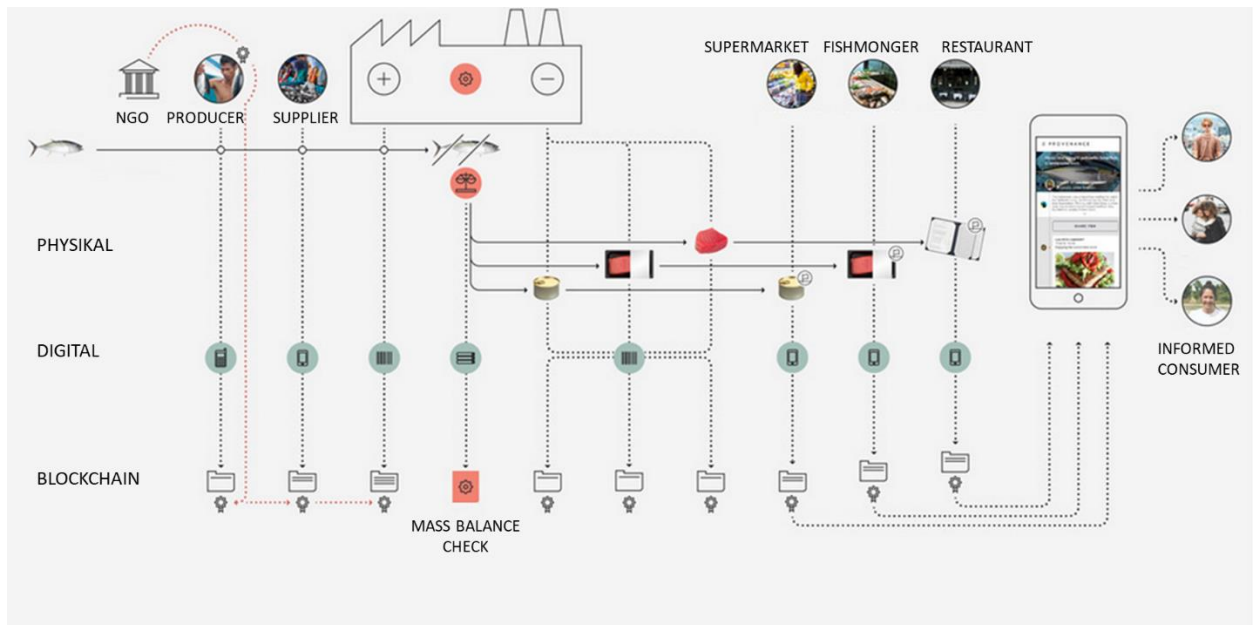 SUPERMARKET
FISHMONGER
RESTAURANT
NGO
PRODUCER
SUPPLIER
PROVENANCE
PHYSIKAL
DIGITAL
INFORMED
CONSUMER
BLOCKCHAIN
MASS BALANCE
CHECK